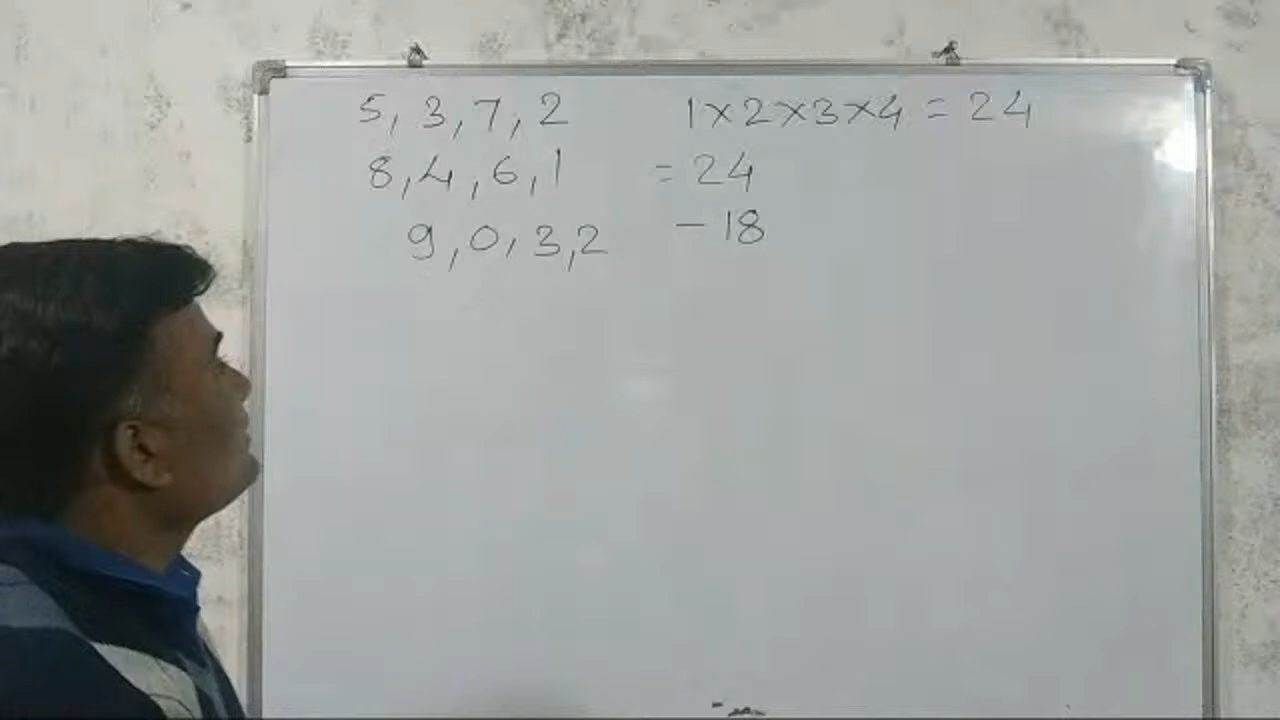 5, 3, 7, 2 1×2×3×4 = 24
8, 4, 6, 1 = 24
9, 0, 3, 2 – 18